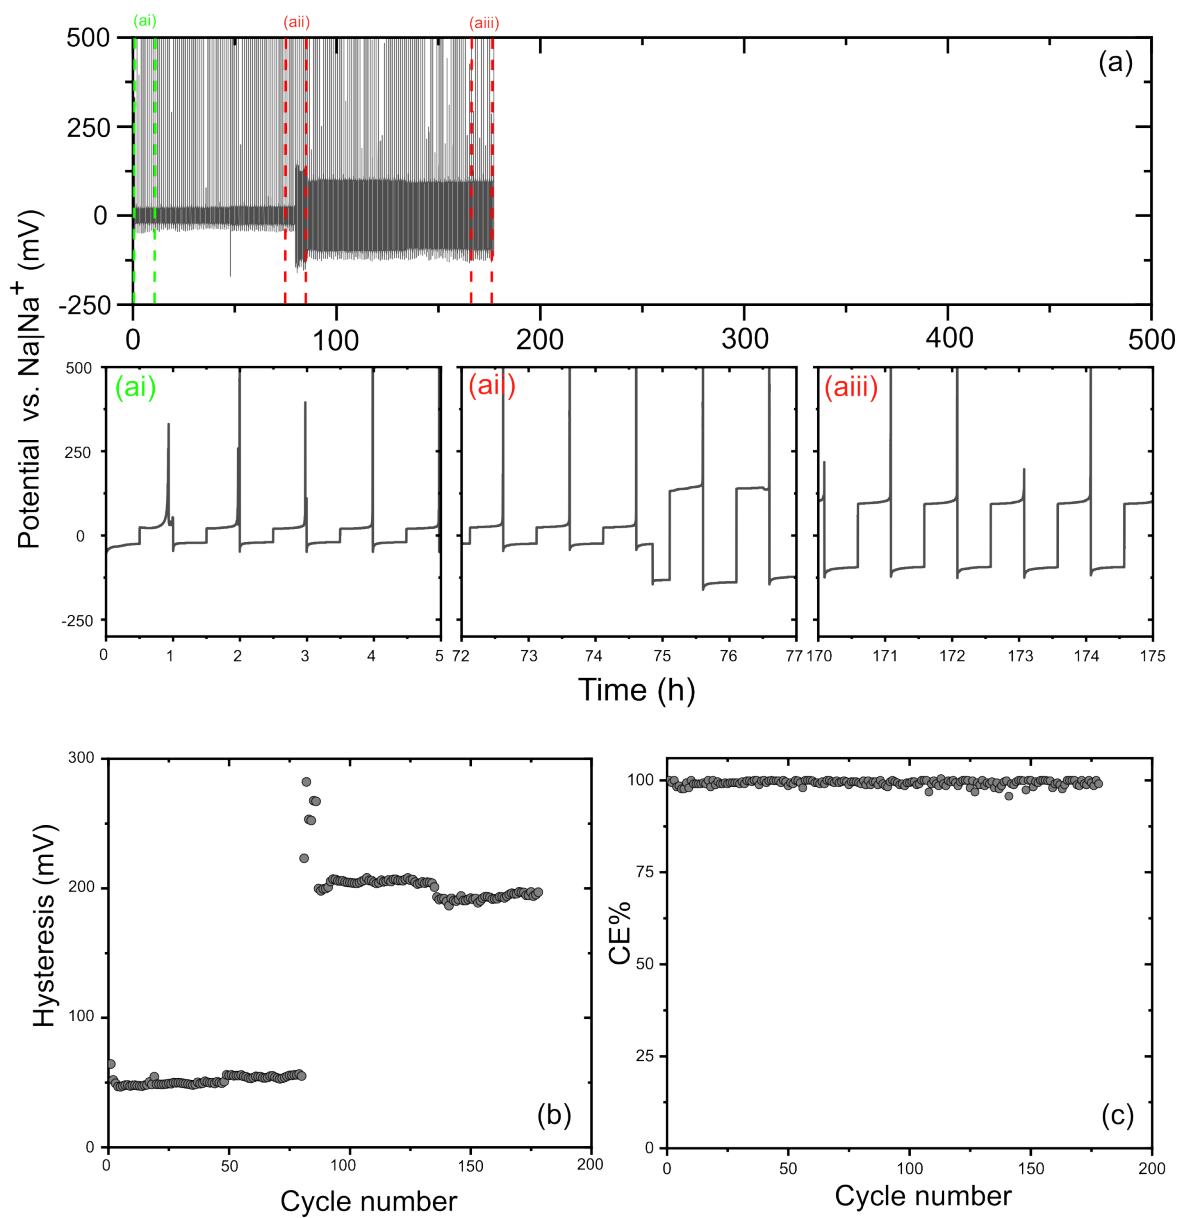 (ai) (aii) (aiii)
500
250
0
-250
(a)
0 100 200 300 400 500
Potential vs. Na|Na+ (mV)
500
250
0
-250
(ai)
(aii)
(aiii)
0 1 2 3 4 5
72 73 74 75 76 77
170 171 172 173 174 175
Time (h)
300
200
100
0
Hysteresis (mV)
(b)
0 50 100 150 200
Cycle number
100
75
50
25
0
CE%
(c)
0 50 100 150 200
Cycle number